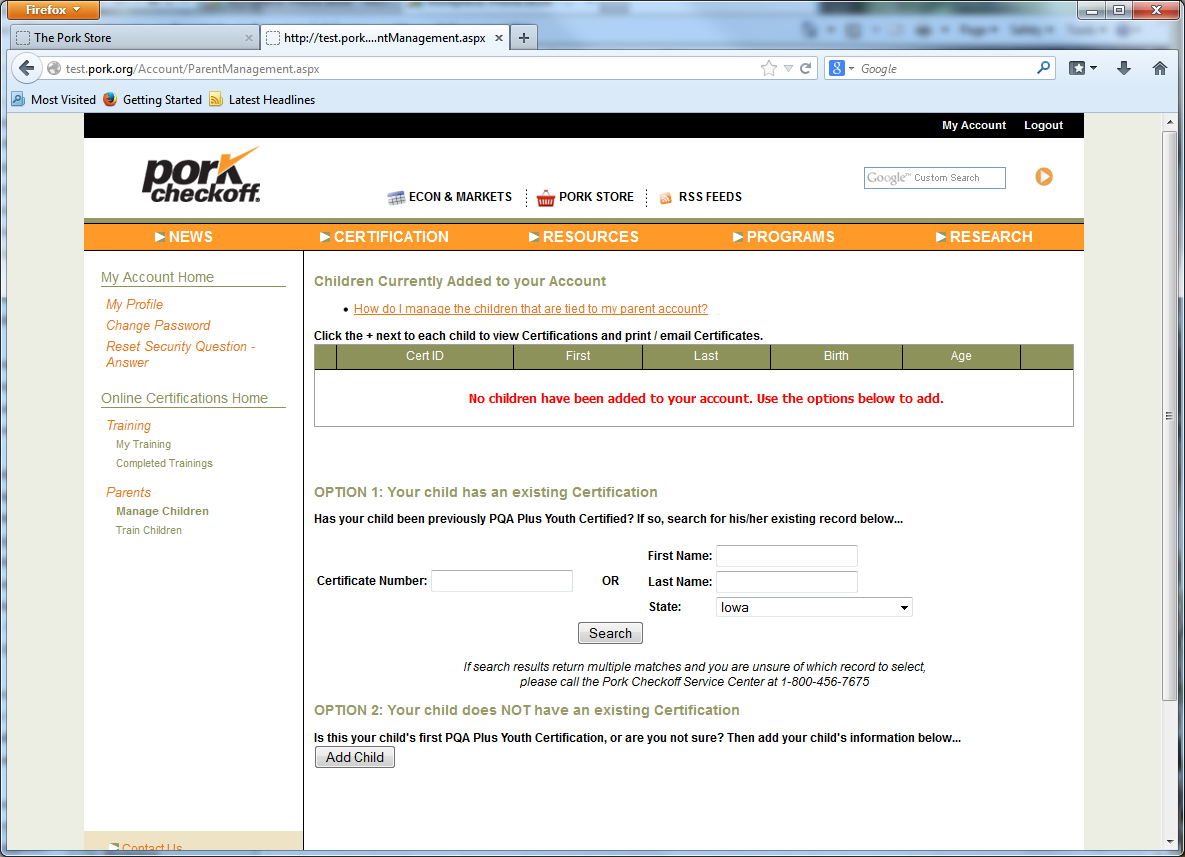 Firefox
The Pork Store
http://test.pork....ntManagement.aspx
test.pork.org/Account/ParentManagement.aspx
Google
Most Visited
Getting Started
Latest Headlines
My Account
Logout
pork
checkoff.
ECON & MARKETS
PORK STORE
RSS FEEDS
Google™ Custom Search
NEWS
CERTIFICATION
RESOURCES
PROGRAMS
RESEARCH
My Account Home
My Profile
Change Password
Reset Security Question -
Answer
Online Certifications Home
Training
My Training
Completed Trainings
Parents
Manage Children
Train Children
Contact Us
Children Currently Added to your Account
How do I manage the children that are tied to my parent account?
Click the + next to each child to view Certifications and print / email Certificates.
Cert ID First Last Birth Age
No children have been added to your account. Use the options below to add.
OPTION 1: Your child has an existing Certification
Has your child been previously PQA Plus Youth Certified? If so, search for his/her existing record below...
Certificate Number:
OR
First Name:
Last Name:
State: Iowa
Search
If search results return multiple matches and you are unsure of which record to select,
please call the Pork Checkoff Service Center at 1-800-456-7675
OPTION 2: Your child does NOT have an existing Certification
Is this your child's first PQA Plus Youth Certification, or are you not sure? Then add your child's information below...
Add Child